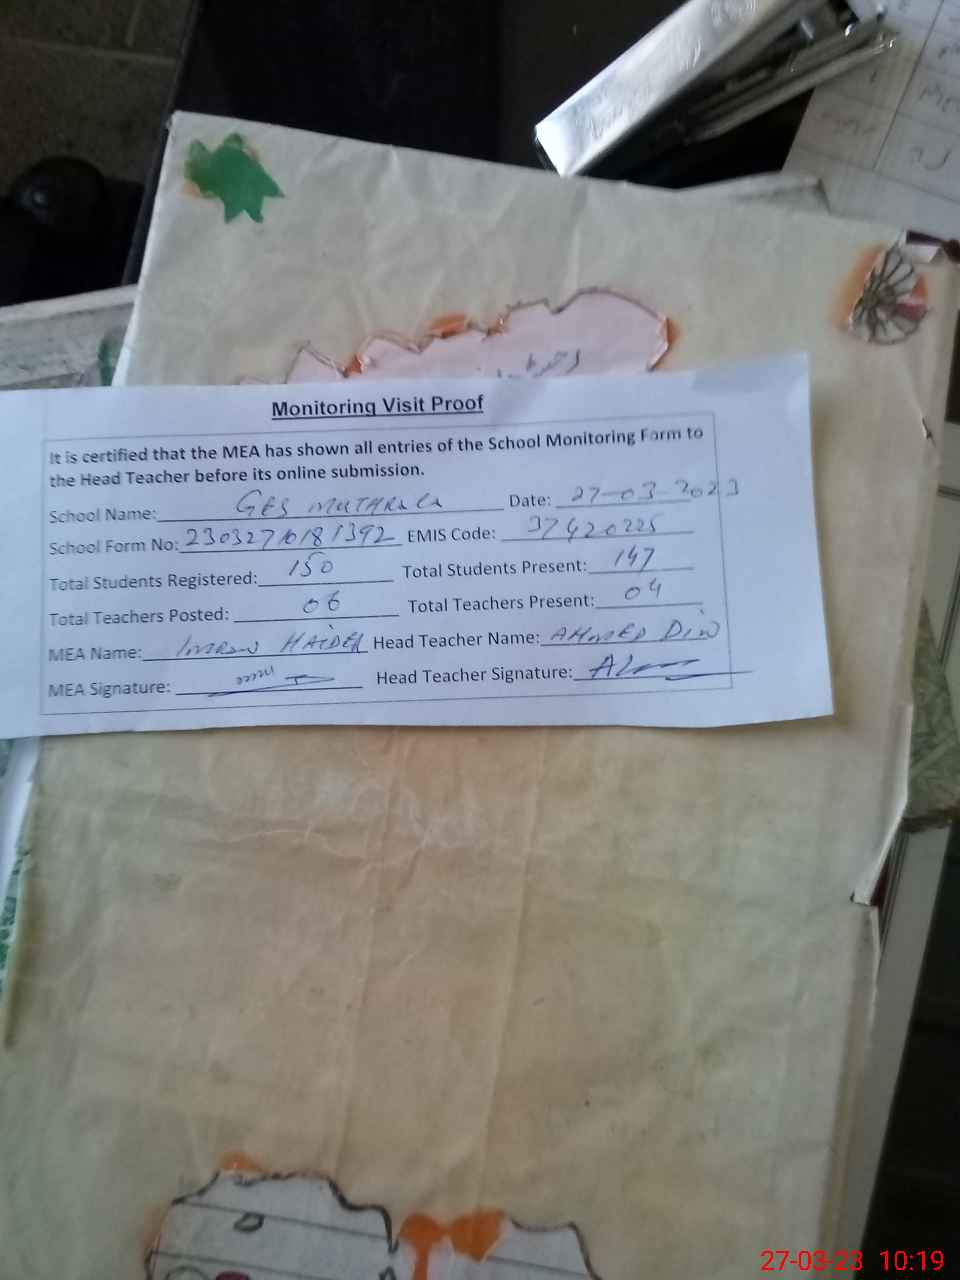 Monitoring Visit Proof
It is certified that the MEA has shown all entries of the School Monitoring Form to
the Head Teacher before its online submission.
School Name: GES Date: 27-03-2023
School Form No: EMIS Code: 37420225
Total Students Registered: 150 Total Students Present: 147
Total Teachers Posted: 06 Total Teachers Present: 04
MEA Name: Imran HAIDER Head Teacher Name: AHMED DIN
MEA Signature: Head Teacher Signature:
27-03-23 10:19